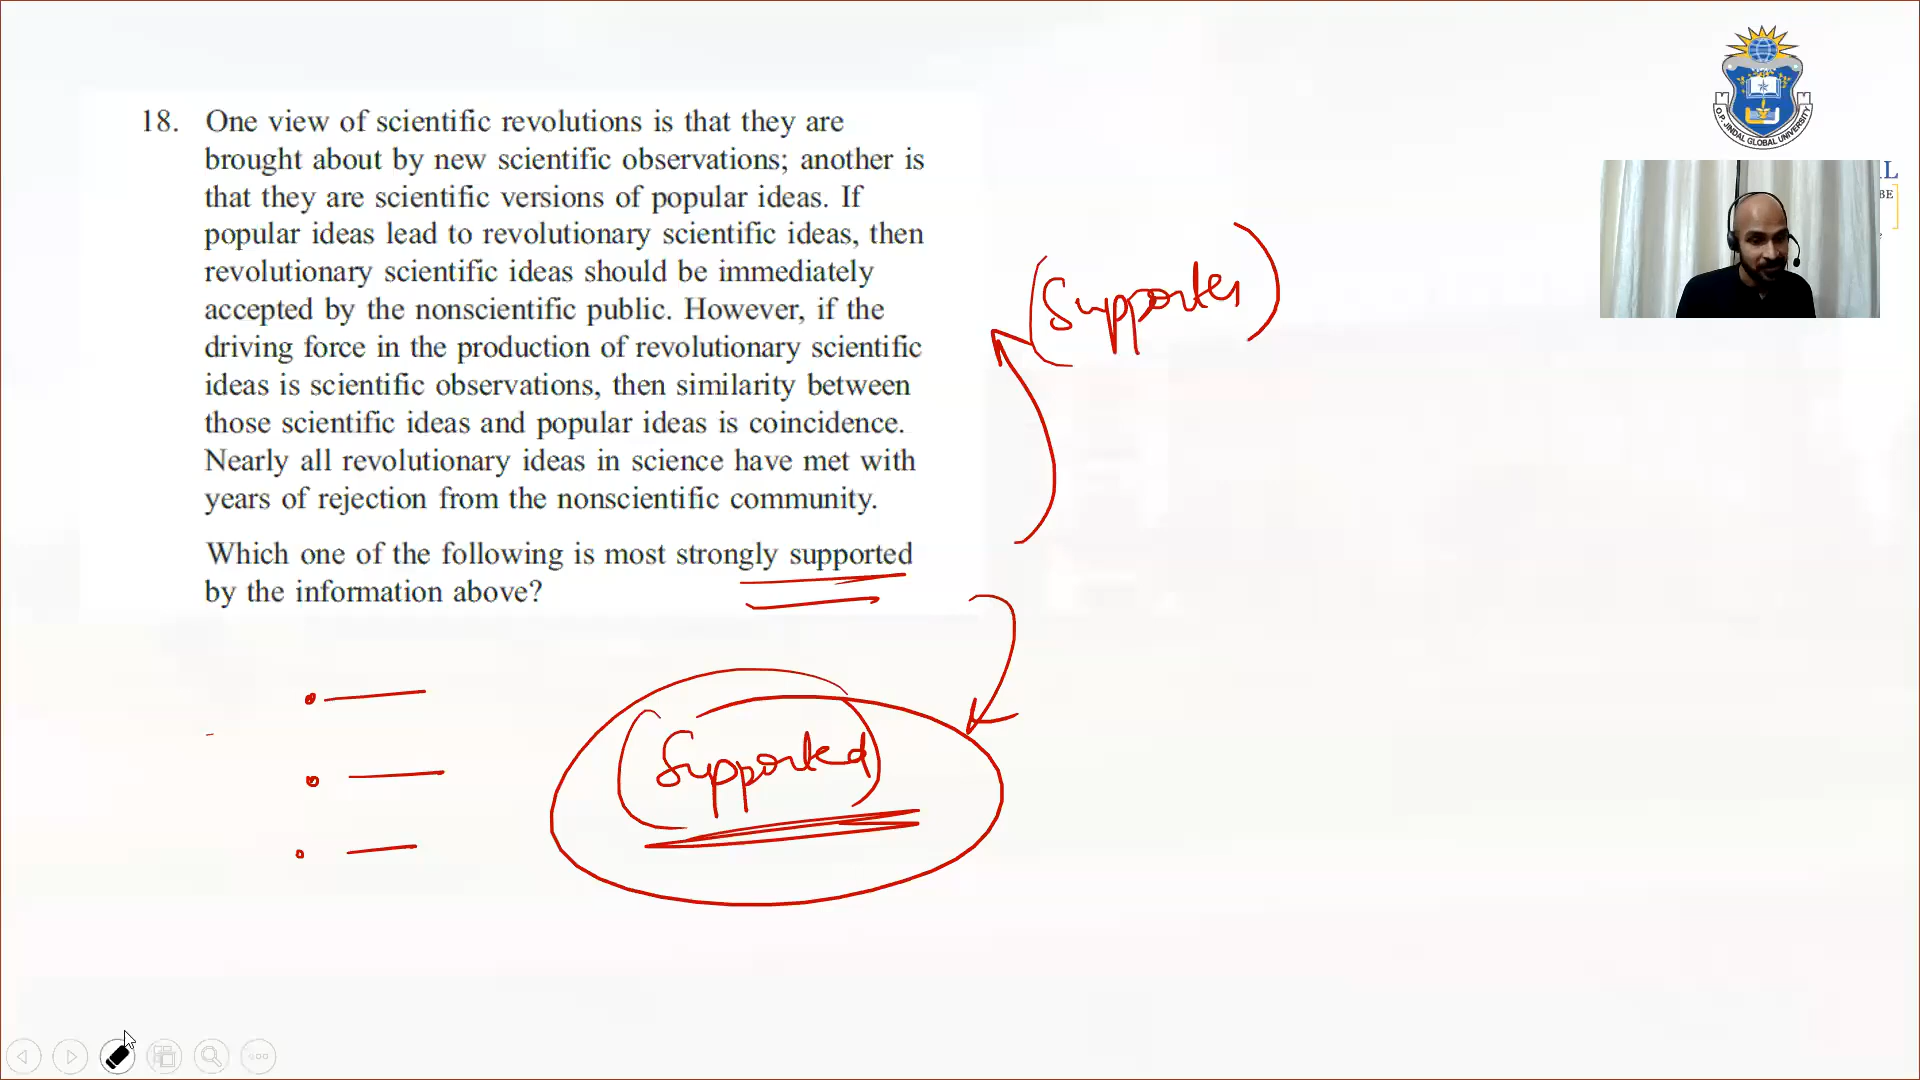 18. One view of scientific revolutions is that they are
brought about by new scientific observations; another is
that they are scientific versions of popular ideas. If
popular ideas lead to revolutionary scientific ideas, then
revolutionary scientific ideas should be immediately
accepted by the nonscientific public. However, if the
driving force in the production of revolutionary scientific
ideas is scientific observations, then similarity between
those scientific ideas and popular ideas is coincidence.
Nearly all revolutionary ideas in science have met with
years of rejection from the nonscientific community.
Which one of the following is most strongly supported
by the information above?
(Supporter)
(Supported)
O.P. JINDAL GLOBAL UNIVERSITY
AL
BE